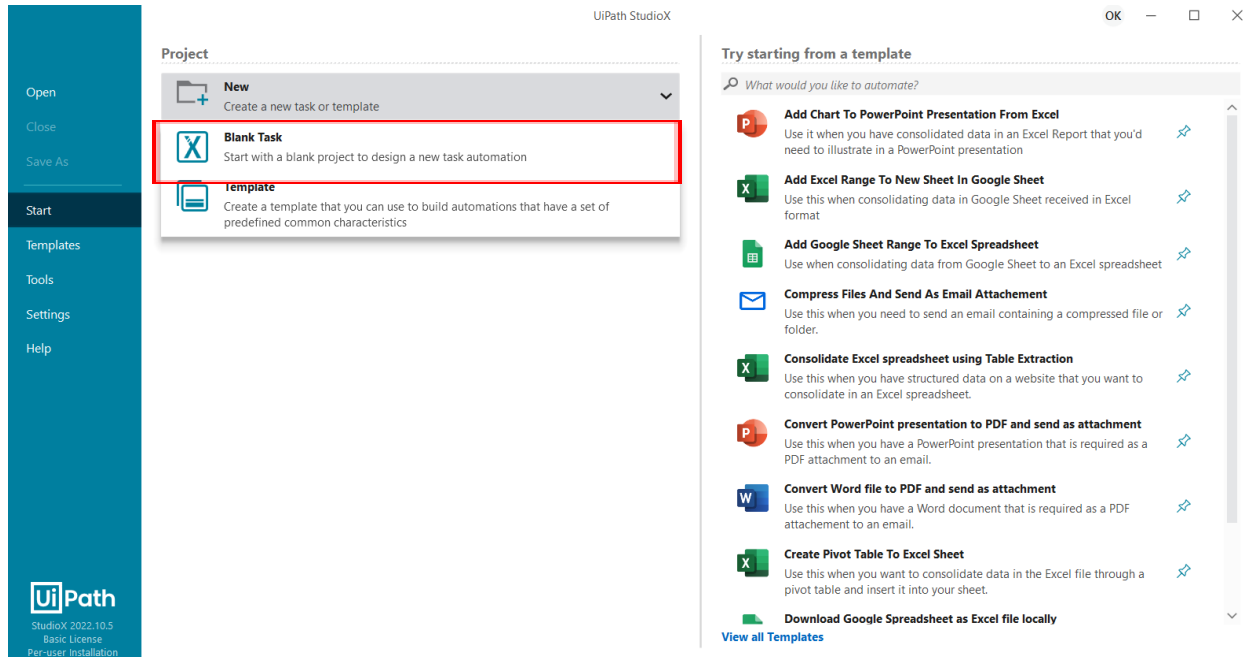 UiPath StudioX
OK
Open
Close
Save As
Start
Templates
Tools
Settings
Help
UiPath
StudioX 2022.10.5
Basic License
Per-user Installation
Project
New
Create a new task or template
Blank Task
Start with a blank project to design a new task automation
Template
Create a template that you can use to build automations that have a set of
predefined common characteristics
Try starting from a template
What would you like to automate?
Add Chart To PowerPoint Presentation From Excel
Use it when you have consolidated data in an Excel Report that you'd
need to illustrate in a PowerPoint presentation
Add Excel Range To New Sheet In Google Sheet
Use this when consolidating data in Google Sheet received in Excel
format
Add Google Sheet Range To Excel Spreadsheet
Use when consolidating data from Google Sheet to an Excel spreadsheet
Compress Files And Send As Email Attachement
Use this when you need to send an email containing a compressed file or
folder.
Consolidate Excel spreadsheet using Table Extraction
Use this when you have structured data on a website that you want to
consolidate in an Excel spreadsheet.
Convert PowerPoint presentation to PDF and send as attachment
Use this when you have a PowerPoint presentation that is required as a
PDF attachment to an email.
Convert Word file to PDF and send as attachment
Use this when you have a Word document that is required as a PDF
attachement to an email.
Create Pivot Table To Excel Sheet
Use this when you want to consolidate data in the Excel file through a
pivot table and insert it into your sheet.
Download Google Spreadsheet as Excel file locally
View all Templates